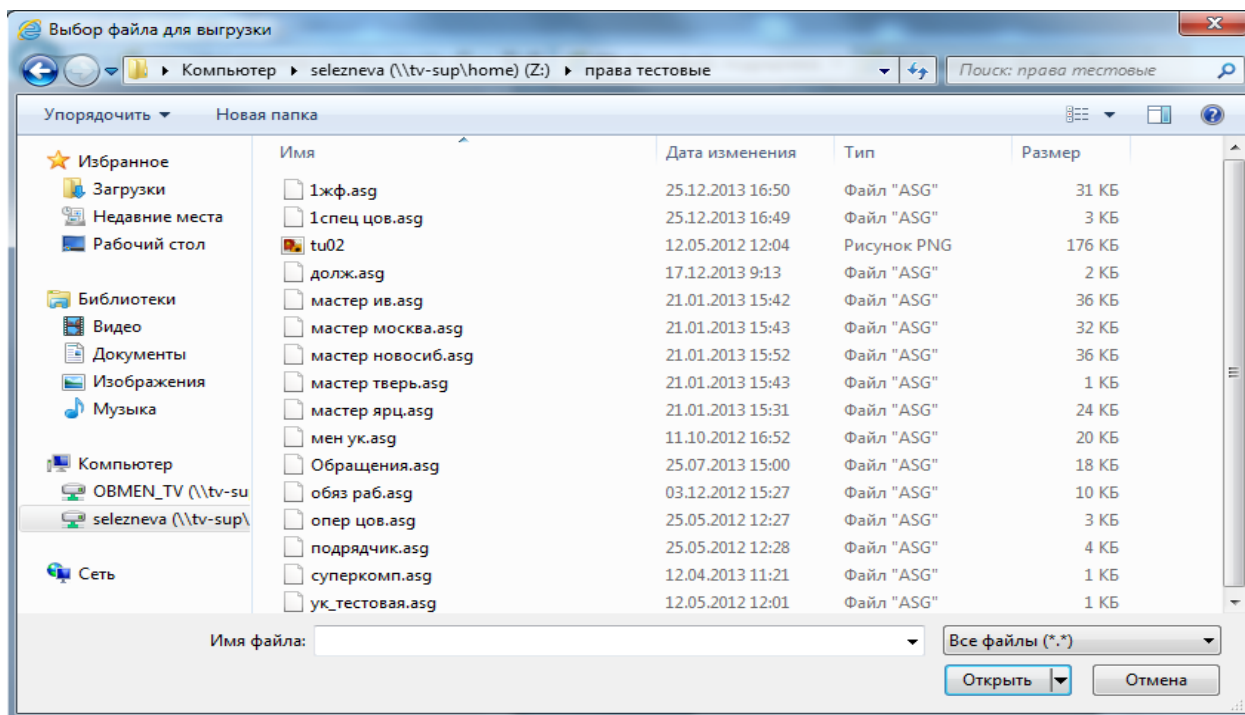 Выбор файла для выгрузки
Компьютер selezneva (\\tv-sup\home) (Z:) права тестовые Поиск: права тестовые
Упорядочить Новая папка
Имя Дата изменения Тип Размер
Избранное
Загрузки
Недавние места
Рабочий стол
Библиотеки
Видео
Документы
Изображения
Музыка
Компьютер
OBMEN_TV (\\tv-su
selezneva (\\tv-sup\
Сеть
1жф.asg 25.12.2013 16:50 Файл "ASG" 31 КБ
1спец цов.asg 25.12.2013 16:49 Файл "ASG" 3 КБ
tu02 12.05.2012 12:04 Рисунок PNG 176 КБ
долж.asg 17.12.2013 9:13 Файл "ASG" 2 КБ
мастер ив.asg 21.01.2013 15:42 Файл "ASG" 36 КБ
мастер москва.asg 21.01.2013 15:43 Файл "ASG" 32 КБ
мастер новосиб.asg 21.01.2013 15:52 Файл "ASG" 36 КБ
мастер тверь.asg 21.01.2013 15:43 Файл "ASG" 1 КБ
мастер ярц.asg 21.01.2013 15:31 Файл "ASG" 24 КБ
мен ук.asg 11.10.2012 16:52 Файл "ASG" 20 КБ
Обращения.asg 25.07.2013 15:00 Файл "ASG" 18 КБ
обяз раб.asg 03.12.2012 15:27 Файл "ASG" 10 КБ
опер цов.asg 25.05.2012 12:27 Файл "ASG" 3 КБ
подрядчик.asg 25.05.2012 12:28 Файл "ASG" 4 КБ
суперкомп.asg 12.04.2013 11:21 Файл "ASG" 1 КБ
ук_тестовая.asg 12.05.2012 12:01 Файл "ASG" 1 КБ
Имя файла: Все файлы (*.*)
Открыть Отмена